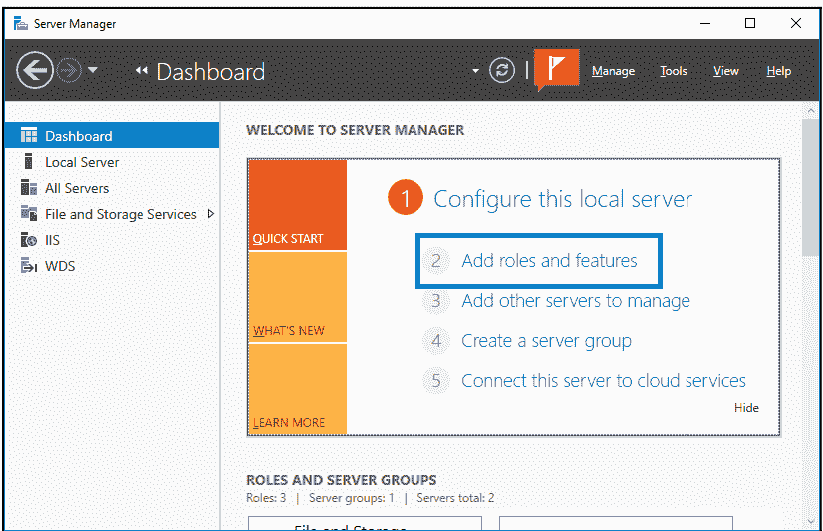 Server Manager
Dashboard
Manage Tools View Help
Dashboard
Local Server
All Servers
File and Storage Services
IIS
WDS
WELCOME TO SERVER MANAGER
QUICK START
WHAT'S NEW
LEARN MORE
1 Configure this local server
2 Add roles and features
3 Add other servers to manage
4 Create a server group
5 Connect this server to cloud services
Hide
ROLES AND SERVER GROUPS
Roles: 3 | Server groups: 1 | Servers total: 2
File and Storage